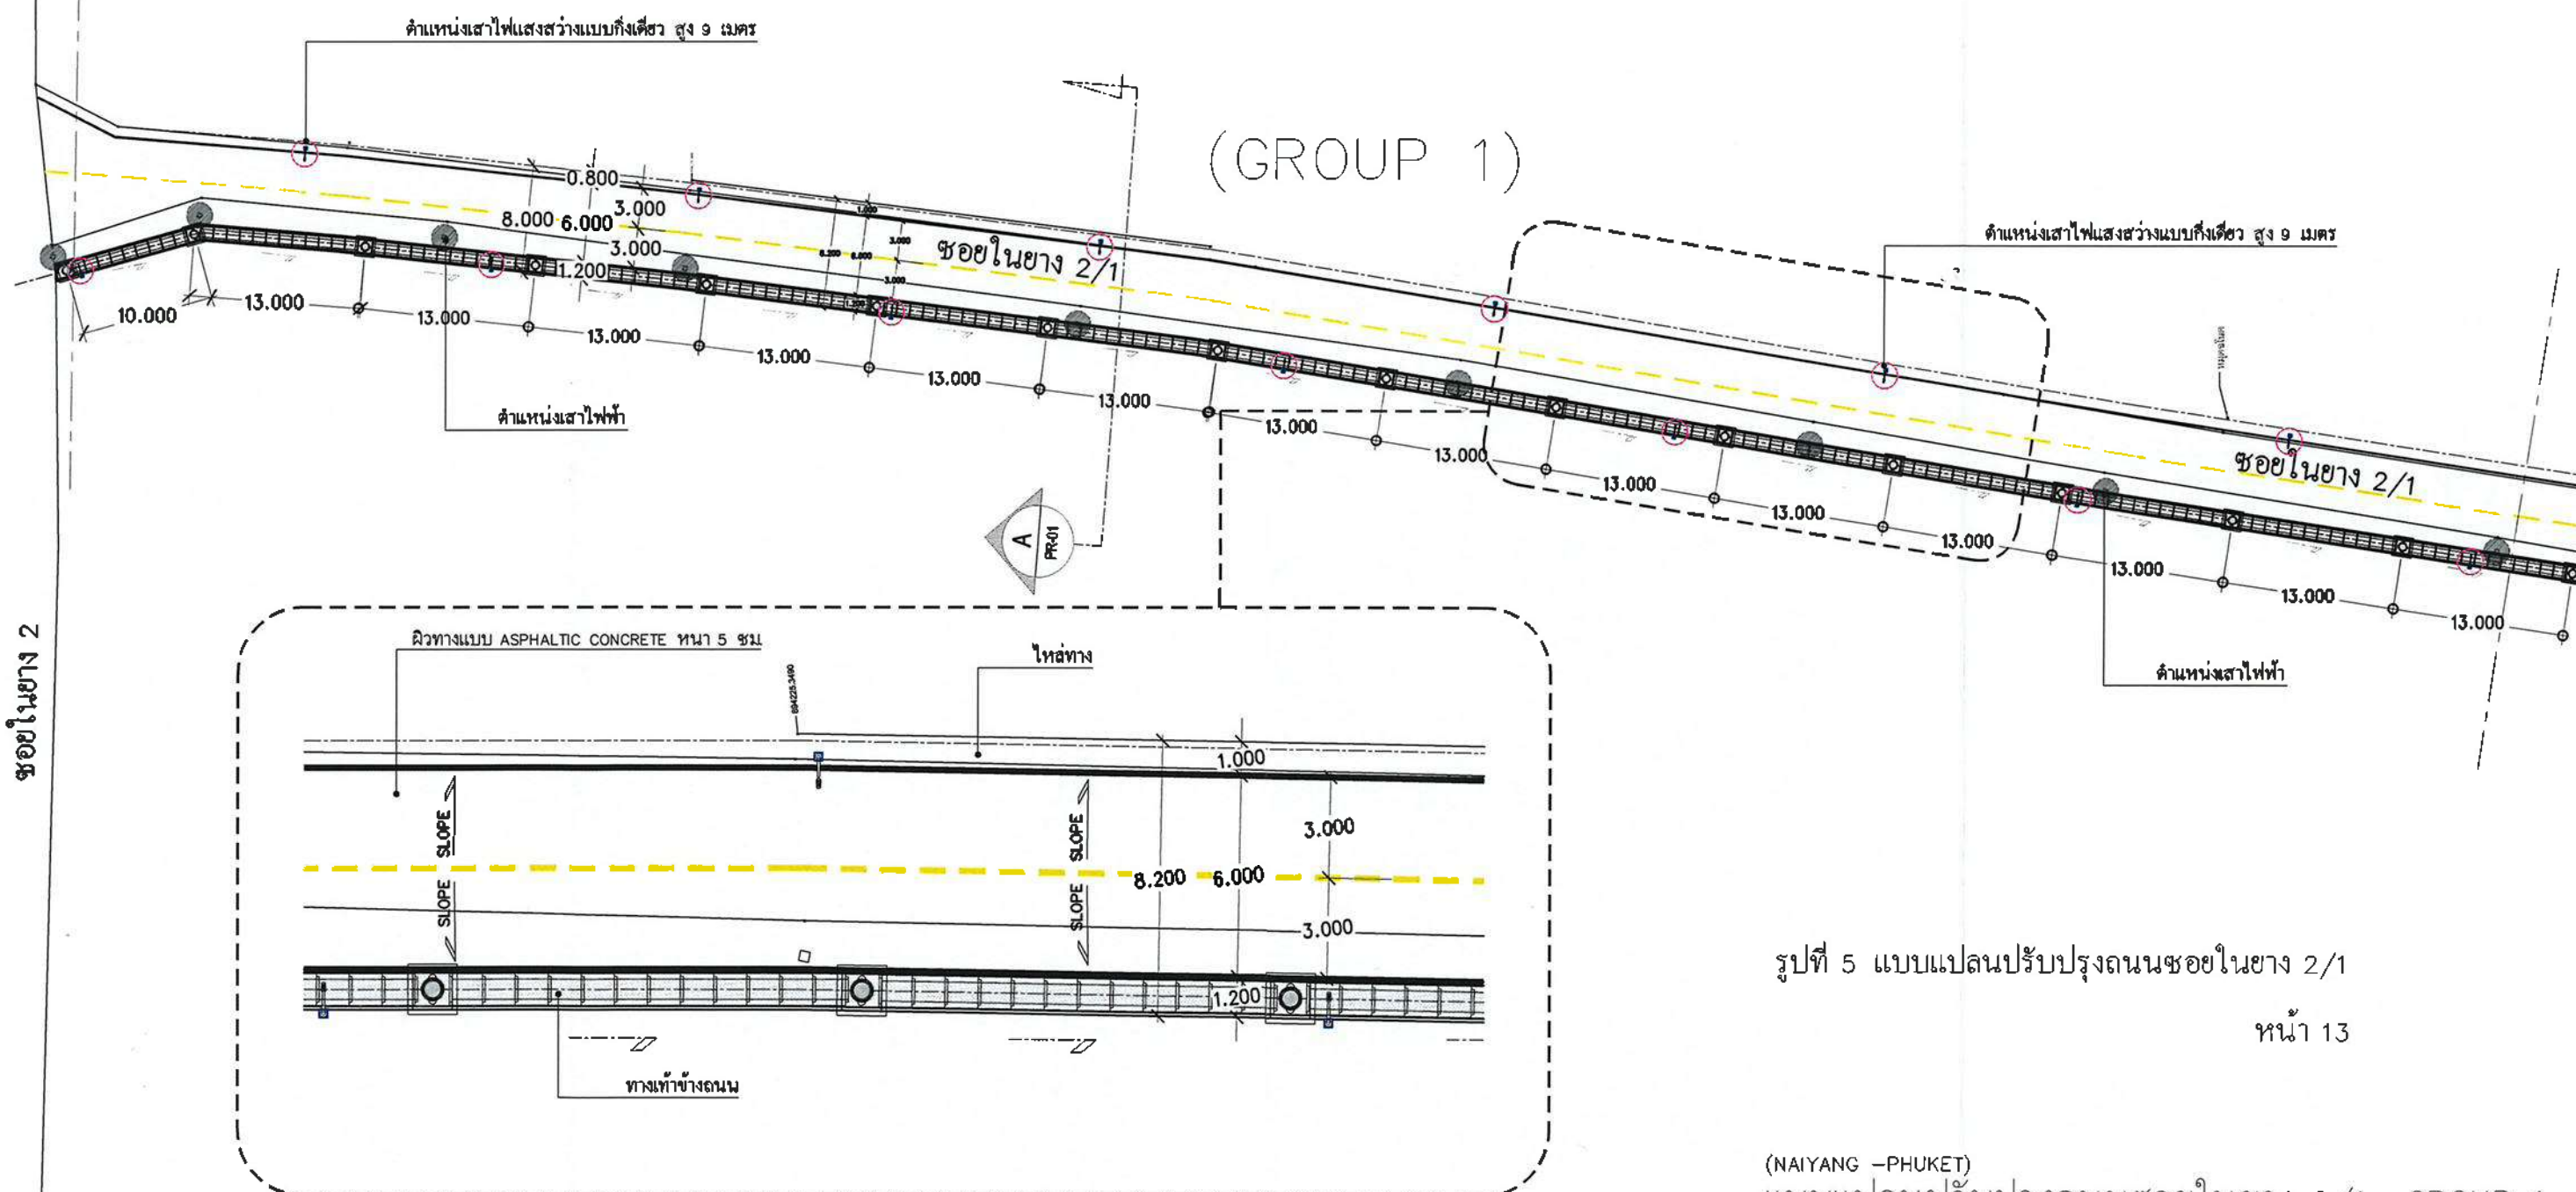 ตำแหน่งเสาไฟแสงสว่างแบบกิ่งเดี่ยว สูง 9 เมตร
(GROUP 1)
ตำแหน่งเสาไฟแสงสว่างแบบกิ่งเดี่ยว สูง 9 เมตร
0.800
3.000
8.000 6.000
3.000
1.200
1.000
3.000
8.200 6.000
3.000
1.200
ซอยในยาง 2/1
ซอยในยาง 2/1
10.000
13.000
13.000
13.000
13.000
13.000
13.000
13.000
13.000
13.000
13.000
13.000
13.000
13.000
13.000
ตำแหน่งเสาไฟฟ้า
ตำแหน่งเสาไฟฟ้า
A
PR-01
ซอยในยาง 2
ผิวทางแบบ ASPHALTIC CONCRETE หนา 5 ซม.
ไหล่ทาง
1.000
SLOPE
SLOPE
SLOPE
SLOPE
3.000
8.200 6.000
3.000
1.200
ทางเท้าข้างถนน
รูปที่ 5 แบบแปลนปรับปรุงถนนซอยในยาง 2/1
หน้า 13
(NAIYANG -PHUKET)